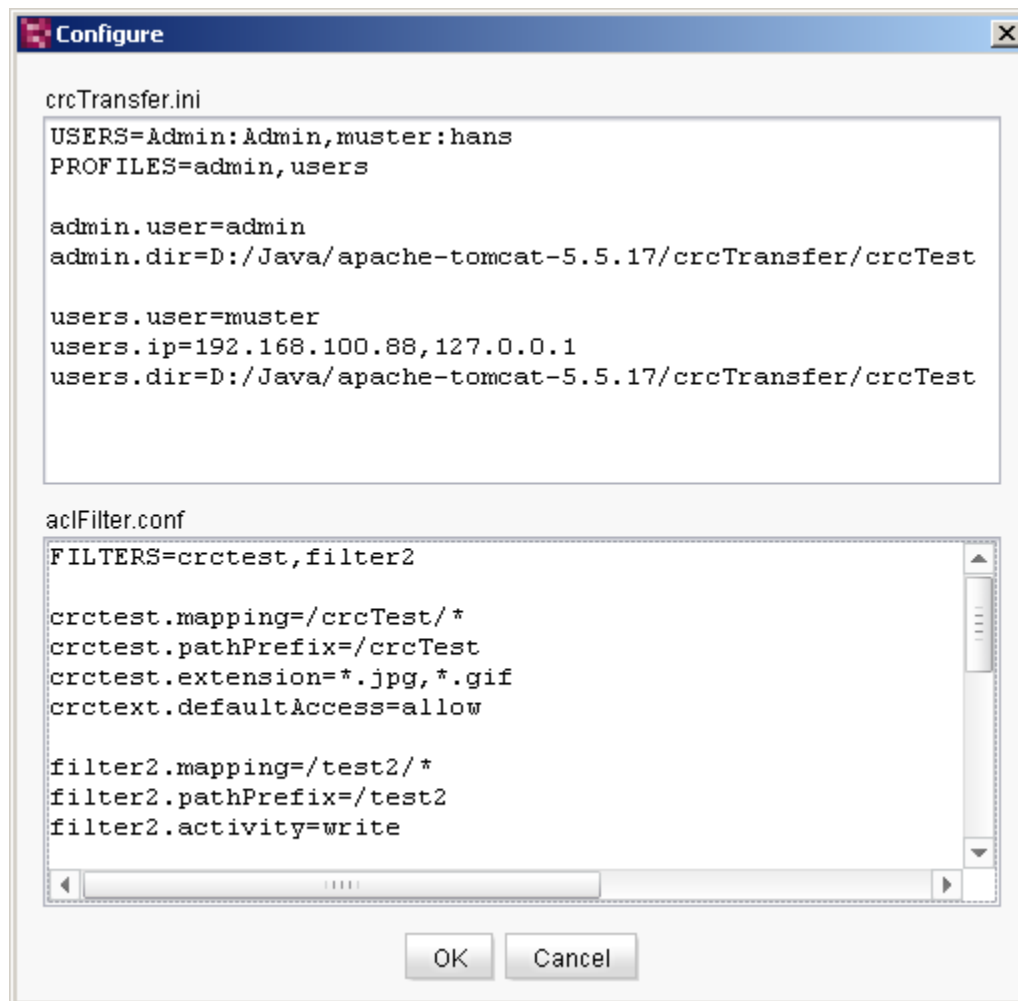 Configure
crcTransfer.ini
USERS=Admin:Admin,muster:hans
PROFILES=admin,users
admin.user=admin
admin.dir=D:/Java/apache-tomcat-5.5.17/crcTransfer/crcTest
users.user=muster
users.ip=192.168.100.88,127.0.0.1
users.dir=D:/Java/apache-tomcat-5.5.17/crcTransfer/crcTest
aclFilter.conf
FILTERS=crctest,filter2
crctest.mapping=/crcTest/*
crctest.pathPrefix=/crcTest
crctest.extension=*.jpg,*.gif
crctext.defaultAccess=allow
filter2.mapping=/test2/*
filter2.pathPrefix=/test2
filter2.activity=write
OK Cancel